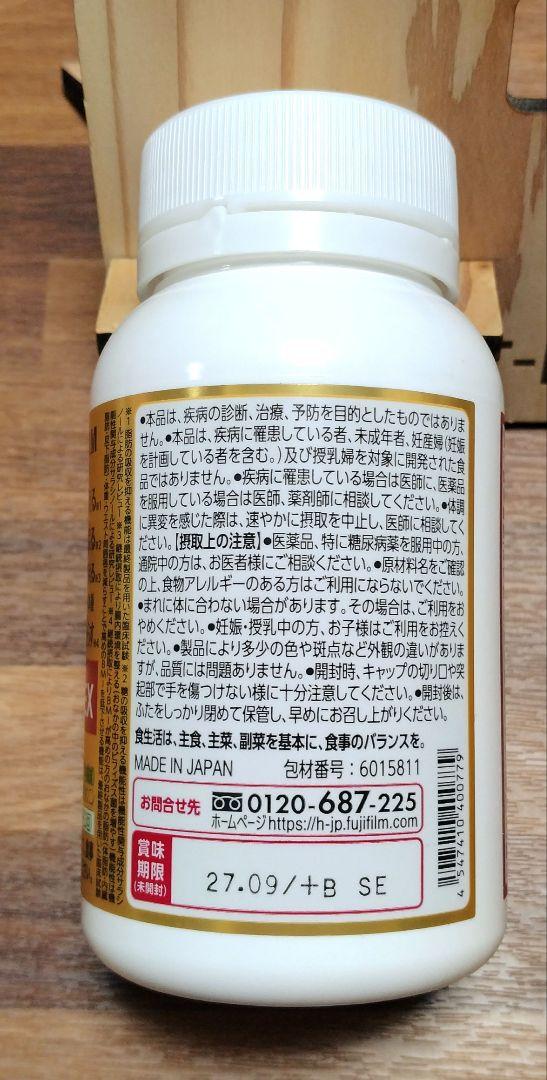 ●本品は、疾病の診断、治療、予防を目的としたものではありま
せん。●本品は、疾病に罹患している者、未成年者、妊産婦(妊娠
を計画している者を含む。)及び授乳婦を対象に開発された食
品ではありません。●疾病に罹患している場合は医師に、医薬品
を服用している場合は医師、薬剤師に相談してください。●体調
に異変を感じた際は、速やかに摂取を中止し、医師に相談してく
ださい。【摂取上の注意】●医薬品、特に糖尿病薬を服用中の方、
通院中の方は、お医者様にご相談ください。●原材料名をご確認
の上、食物アレルギーのある方はご利用にならないでください。
●まれに体に合わない場合があります。その場合は、ご利用をお
やめください。●妊娠・授乳中の方、お子様はご利用をお控えく
ださい。●製品により多少の色や斑点など外観の違いがありま
すが、品質には問題ありません。●開封時、キャップの切り口や突
起部で手を傷つけない様に十分注意してください。●開封後は、
ふたをしっかり閉めて保管し、早めにお召し上がりください。
食生活は、主食、主菜、副菜を基本に、食事のバランスを。
MADE IN JAPAN 包材番号:6015811
お問合せ先 0120-687-225
ホームページ https://h-jp.fujifilm.com
賞味
期限
(未開封)
27.09/+B SE
4 547410 400779